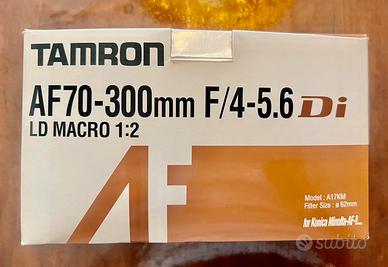 TAMRON
AF70-300mm F/4-5.6 Di
LD MACRO 1:2
AF
Model : A17KM
Filter Size : ø 62mm
for Konica Minolta-AF-D
subito